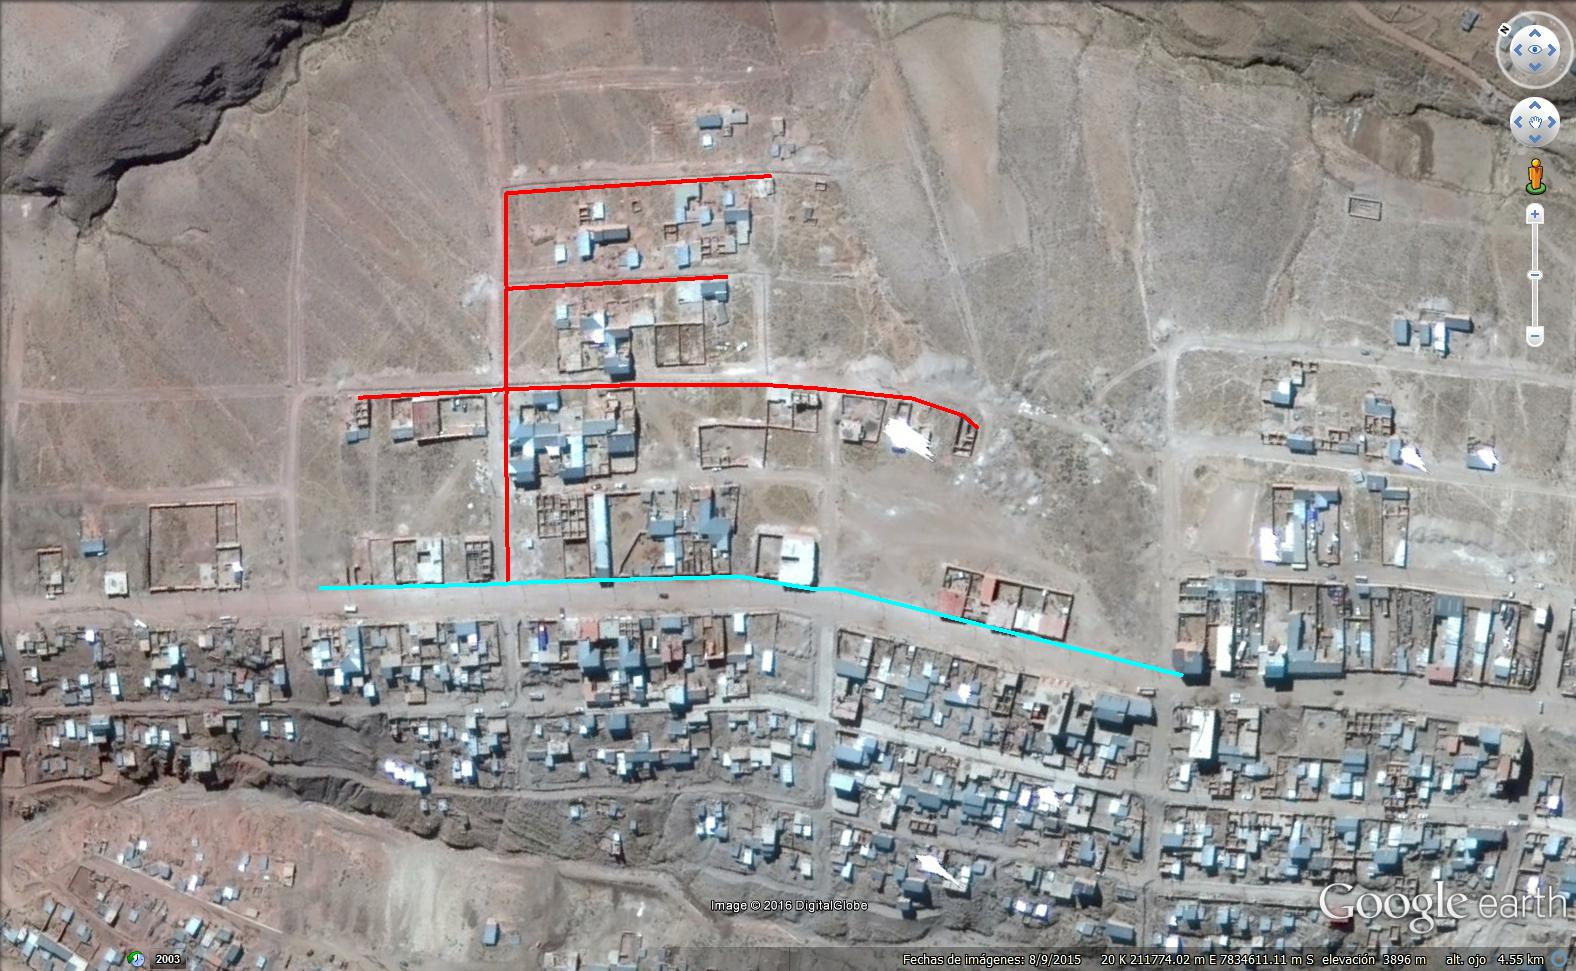 N
Image © 2016 DigitalGlobe
Google earth
2003
Fechas de imágenes: 8/9/2015 20 K 211774.02 m E 7834611.11 m S elevación 3896 m alt. ojo 4.55 km